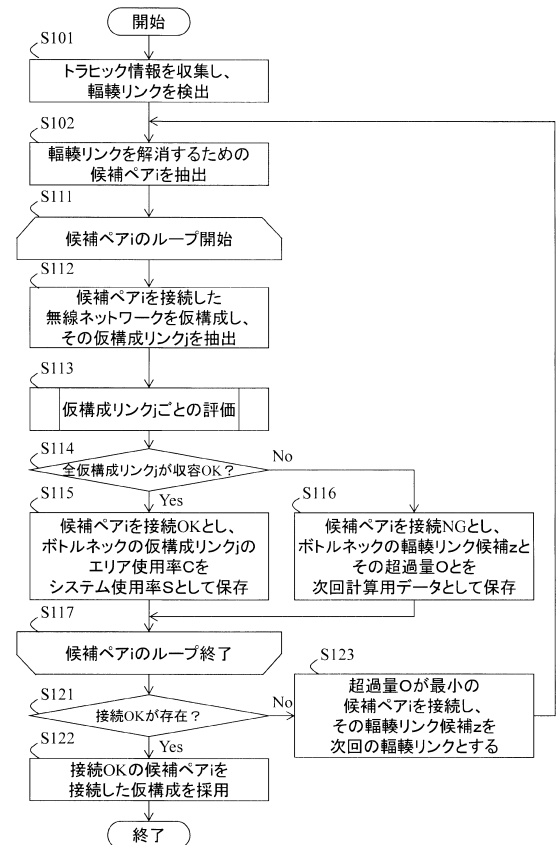 開始
S101
トラヒック情報を収集し、
輻輳リンクを検出
S102
輻輳リンクを解消するための
候補ペアiを抽出
S111
候補ペアiのループ開始
S112
候補ペアiを接続した
無線ネットワークを仮構成し、
その仮構成リンクjを抽出
S113
仮構成リンクjごとの評価
S114
全仮構成リンクjが収容OK？
No
Yes
S115
候補ペアiを接続OKとし、
ボトルネックの仮構成リンクjの
エリア使用率Cを
システム使用率Sとして保存
S116
候補ペアiを接続NGとし、
ボトルネックの輻輳リンク候補zと
その超過量Oとを
次回計算用データとして保存
S117
候補ペアiのループ終了
S121
接続OKが存在？
No
Yes
S123
超過量Oが最小の
候補ペアiを接続し、
その輻輳リンク候補zを
次回の輻輳リンクとする
S122
接続OKの候補ペアiを
接続した仮構成を採用
終了